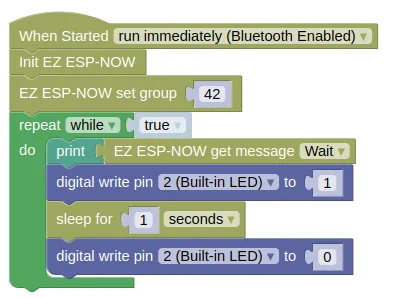 When Started run immediately (Bluetooth Enabled) ▾
Init EZ ESP-NOW
EZ ESP-NOW set group 42
repeat while ▾ true ▾
do print EZ ESP-NOW get message Wait ▾
digital write pin 2 (Built-in LED) ▾ to 1
sleep for 1 seconds ▾
digital write pin 2 (Built-in LED) ▾ to 0